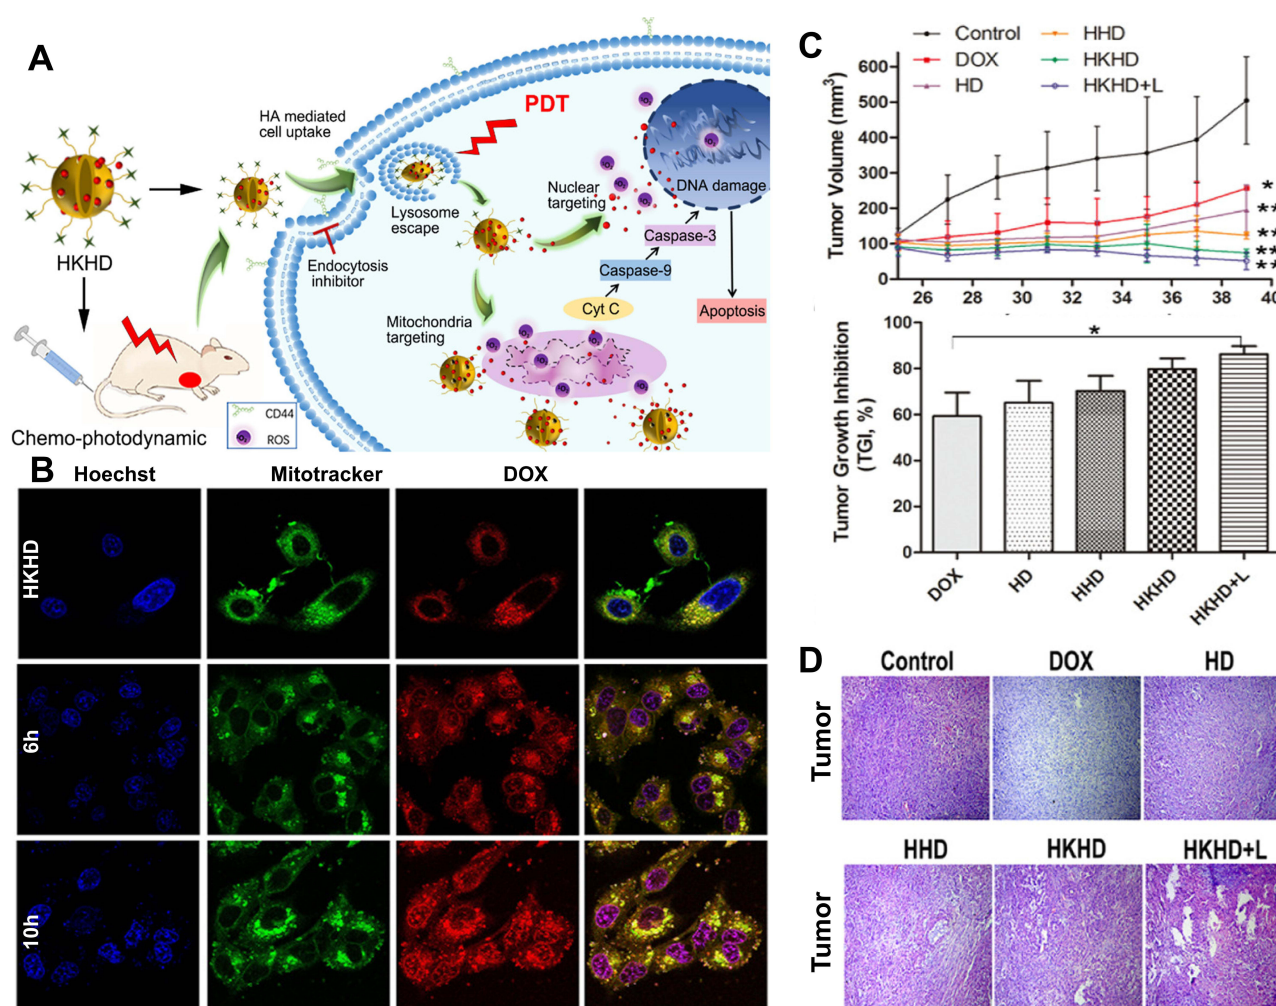 A
HKHD
Chemo-photodynamic
HA mediated
cell uptake
PDT
Lysosome
escape
Endocytosis
inhibitor
Nuclear
targeting
DNA damage
Caspase-3
Caspase-9
Cyt C
Apoptosis
Mitochondria
targeting
CD44
ROS
B
Hoechst
Mitotracker
DOX
HKHD
6h
10h
C
Control
DOX
HD
HHD
HKHD
HKHD+L
Tumor Volume (mm³)
600
500
400
300
200
100
0
26 28 30 32 34 36 38 40
*
**
**
**
**
Tumor Growth Inhibition
(TGI, %)
100
80
60
40
20
0
*
DOX
HD
HHD
HKHD
HKHD+L
D
Control
DOX
HD
Tumor
HHD
HKHD
HKHD+L
Tumor